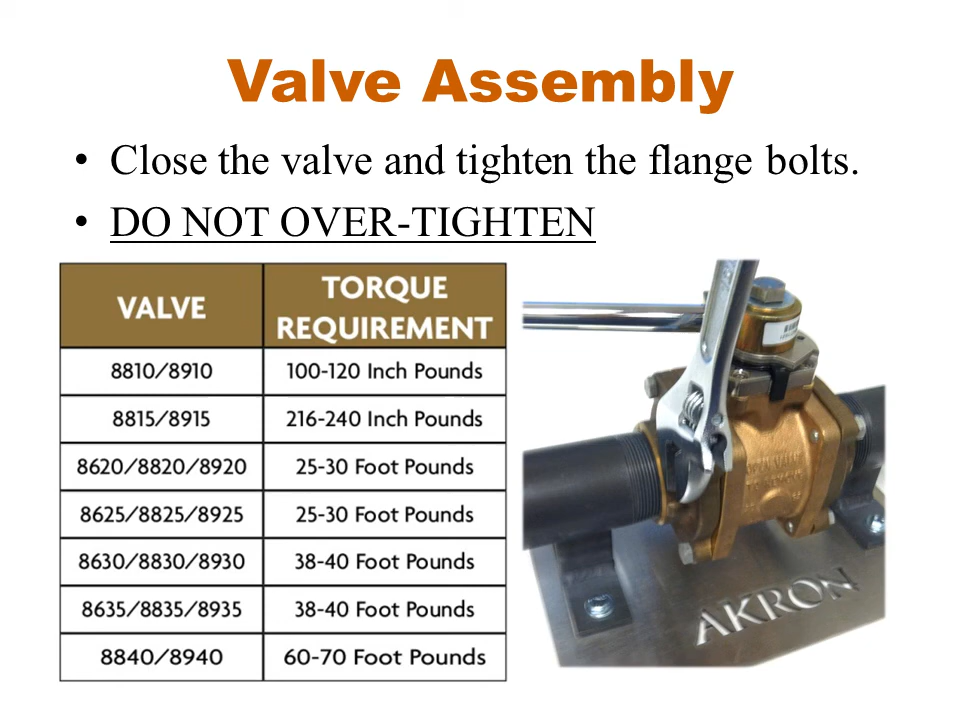 Valve Assembly
• Close the valve and tighten the flange bolts.
• DO NOT OVER-TIGHTEN
VALVE
TORQUE
REQUIREMENT
8810/8910 100-120 Inch Pounds
8815/8915 216-240 Inch Pounds
8620/8820/8920 25-30 Foot Pounds
8625/8825/8925 25-30 Foot Pounds
8630/8830/8930 38-40 Foot Pounds
8635/8835/8935 38-40 Foot Pounds
8840/8940 60-70 Foot Pounds
AKRON